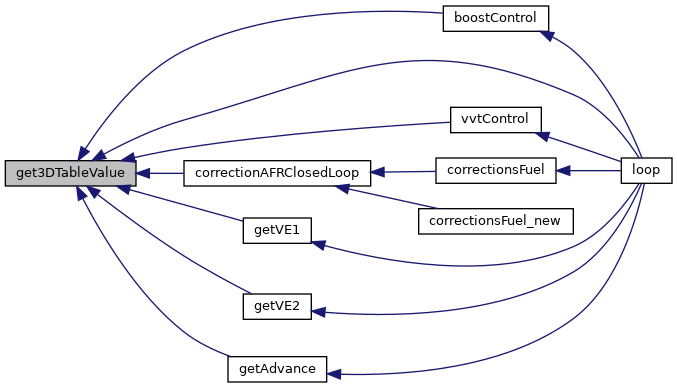 boostControl
vvtControl
get3DTableValue
correctionAFRClosedLoop
correctionsFuel
loop
correctionsFuel_new
getVE1
getVE2
getAdvance